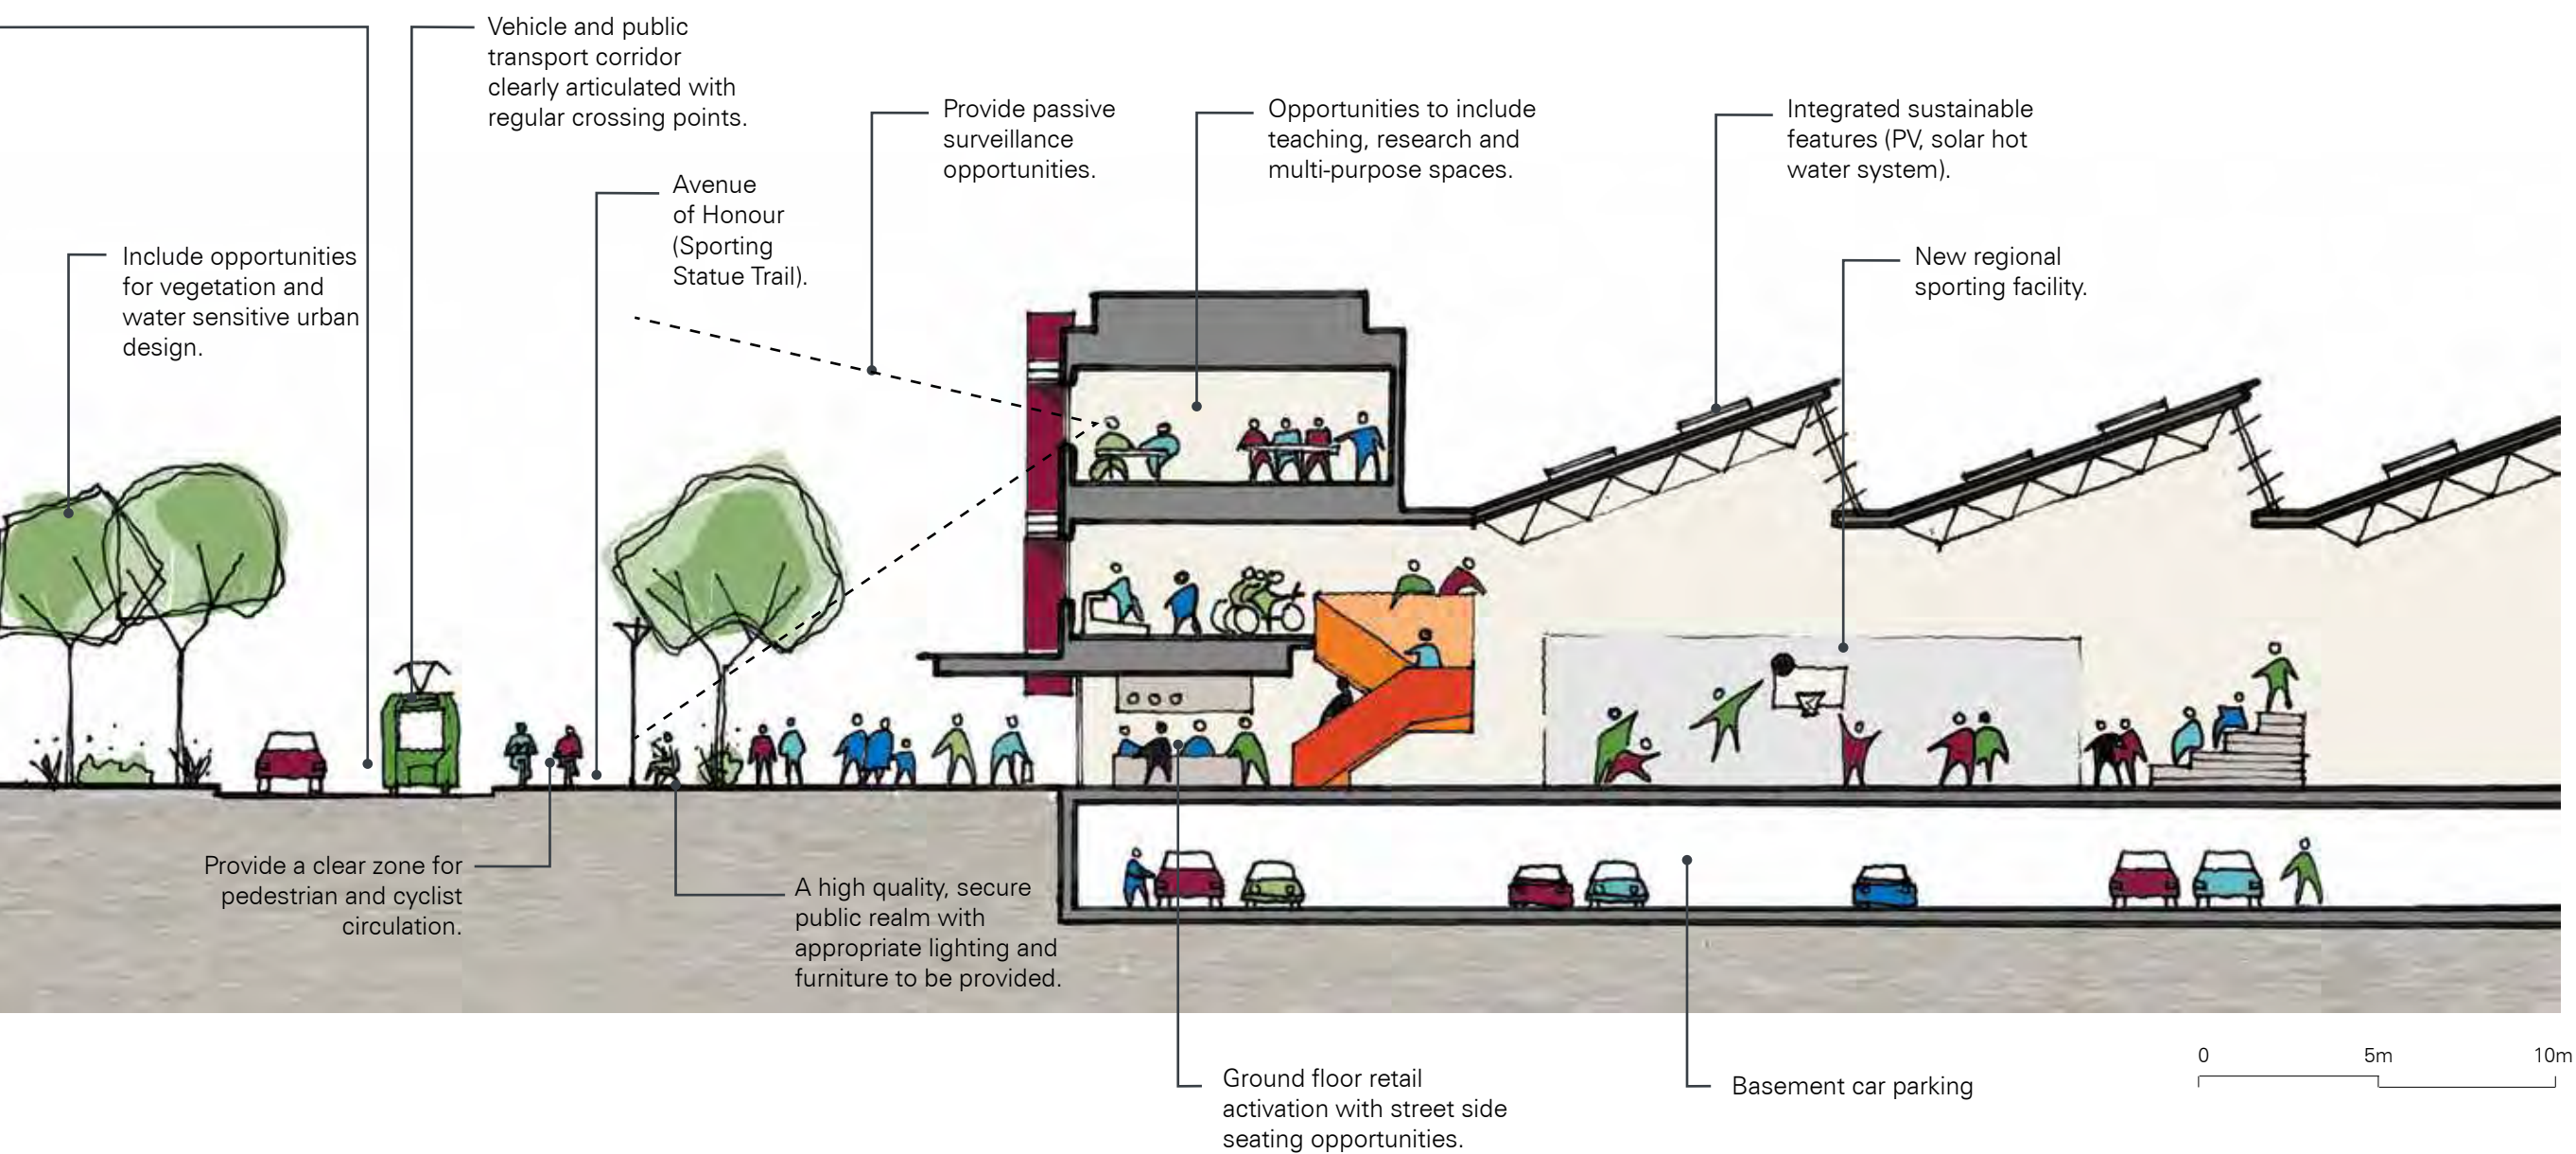 Vehicle and public
transport corridor
clearly articulated with
regular crossing points.
Provide passive
surveillance
opportunities.
Opportunities to include
teaching, research and
multi-purpose spaces.
Integrated sustainable
features (PV, solar hot
water system).
Avenue
of Honour
(Sporting
Statue Trail).
Include opportunities
for vegetation and
water sensitive urban
design.
New regional
sporting facility.
Provide a clear zone for
pedestrian and cyclist
circulation.
A high quality, secure
public realm with
appropriate lighting and
furniture to be provided.
Ground floor retail
activation with street side
seating opportunities.
Basement car parking
0 5m 10m